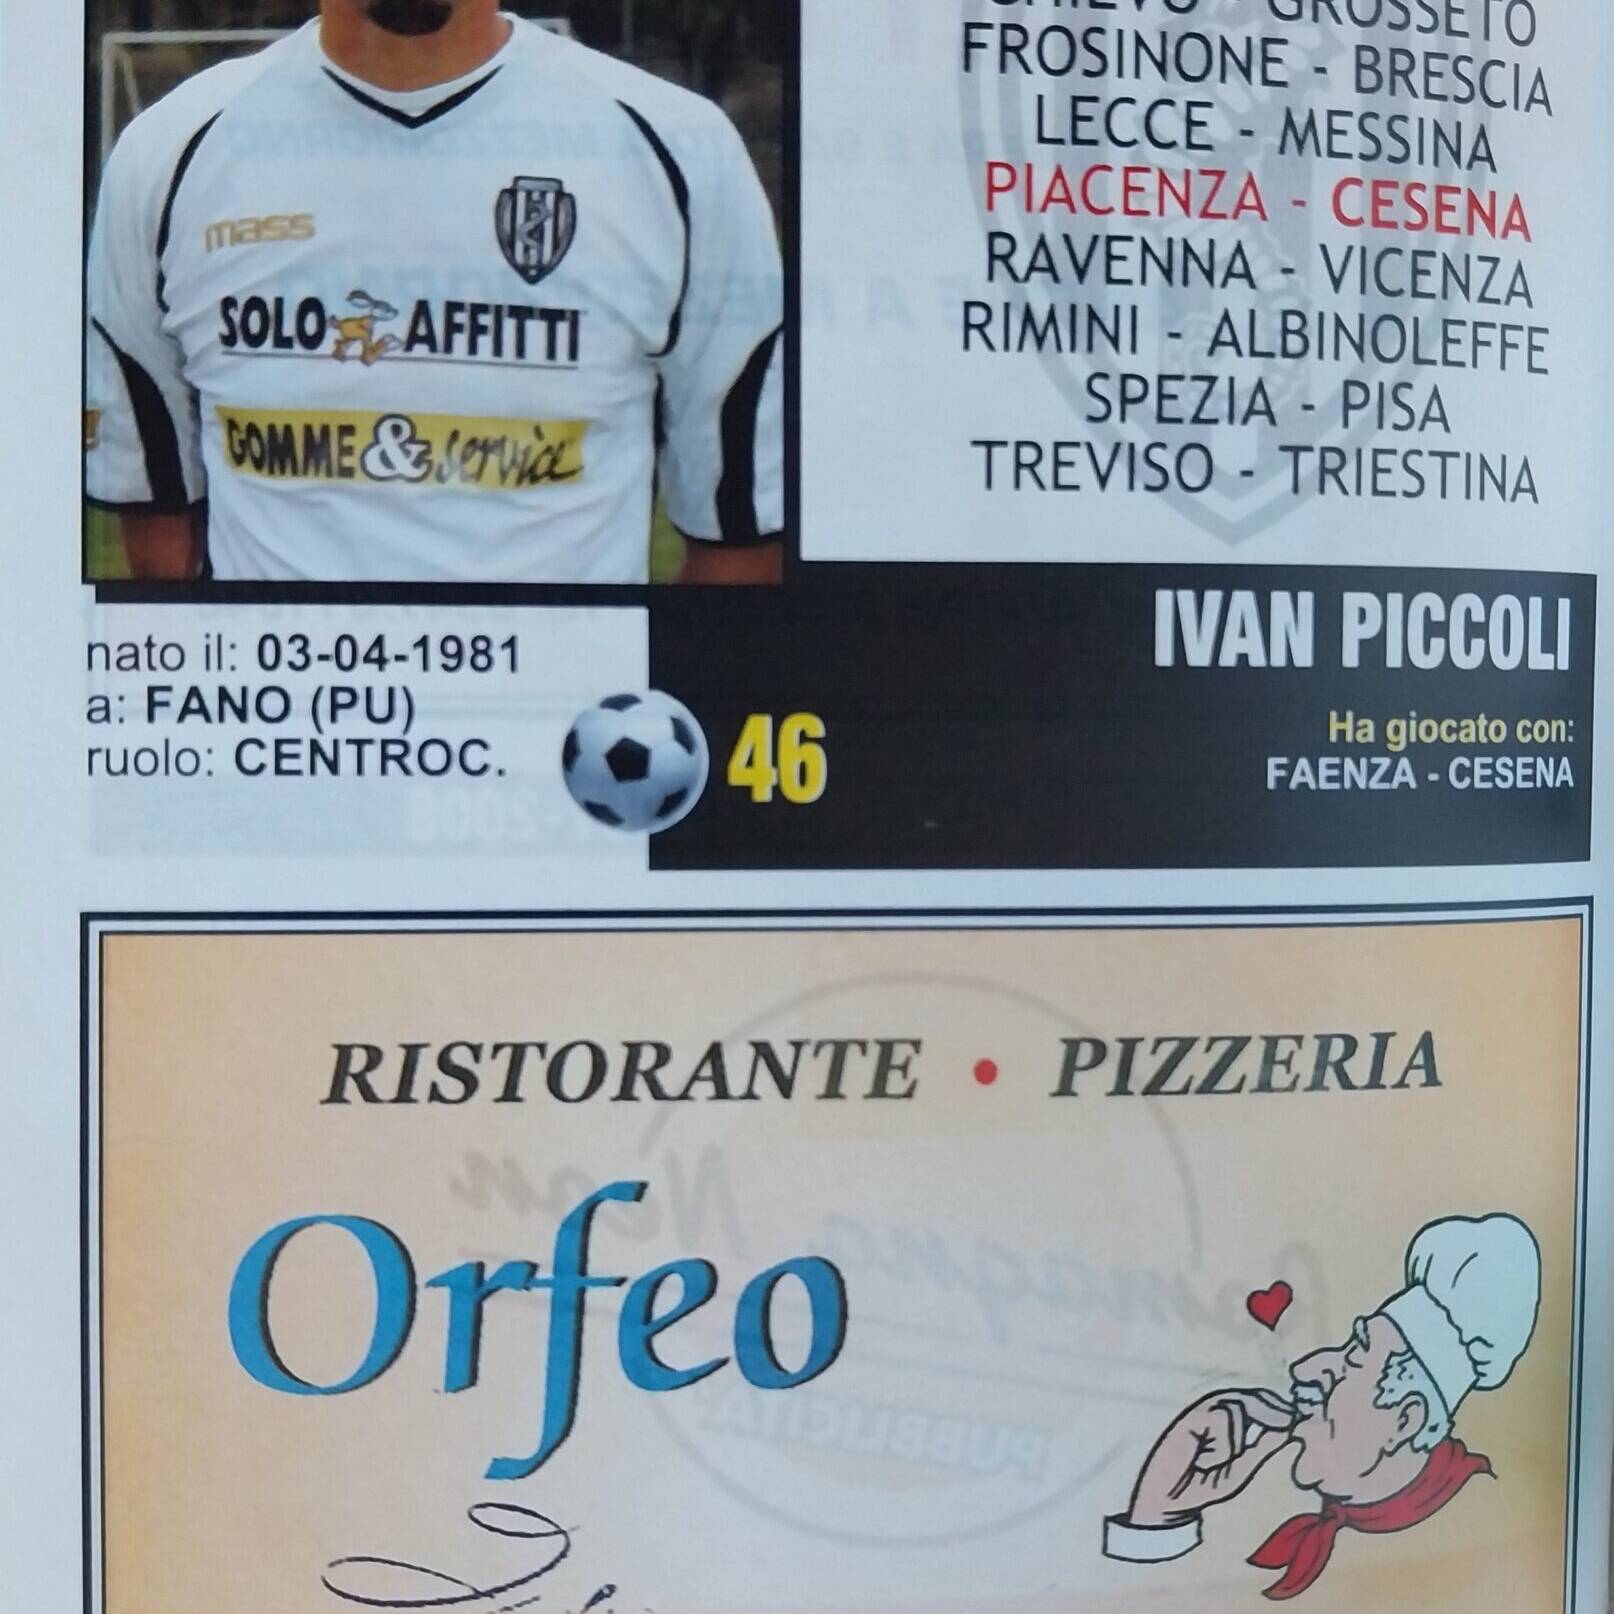 CHIEVO - GROSSETO
FROSINONE - BRESCIA
LECCE - MESSINA
PIACENZA - CESENA
RAVENNA - VICENZA
RIMINI - ALBINOLEFFE
SPEZIA - PISA
TREVISO - TRIESTINA
mass
SOLO AFFITTI
GOMME & service
IVAN PICCOLI
nato il: 03-04-1981
a: FANO (PU)
ruolo: CENTROC.
46
Ha giocato con:
FAENZA - CESENA
RISTORANTE • PIZZERIA
Orfeo